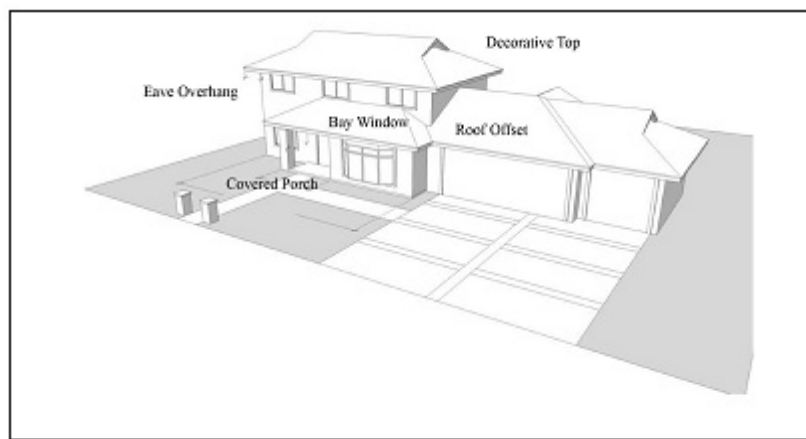 Decorative Top
Eave Overhang
Bay Window
Roof Offset
Covered Porch